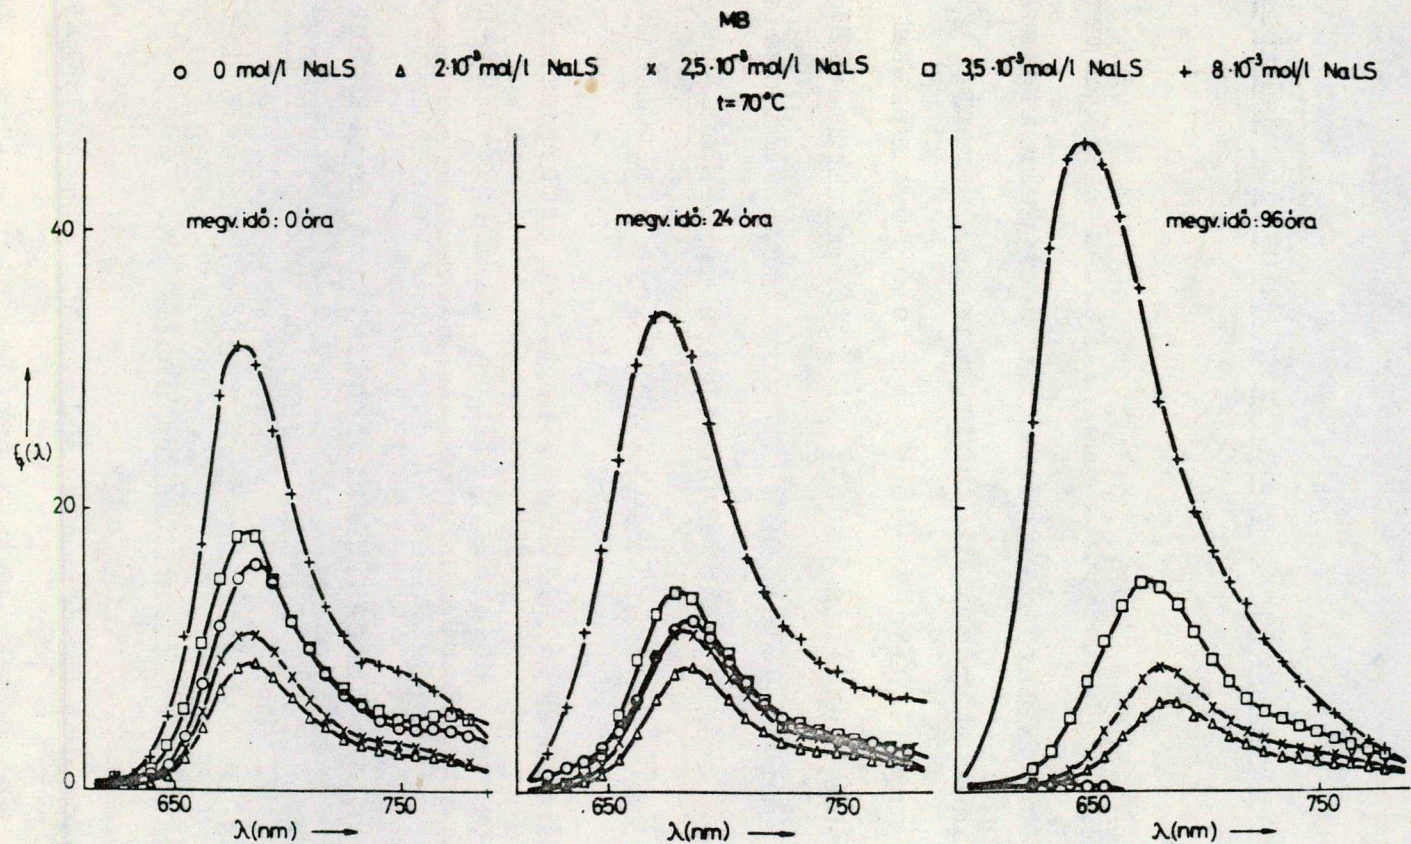 MB
o 0 mol/l NaLS △ 2·10⁻³mol/l NaLS x 2,5·10⁻³mol/l NaLS □ 3,5·10⁻³mol/l NaLS + 8·10⁻³mol/l NaLS
t=70°C
megv. idő: 0 óra
megv. idő: 24 óra
megv. idő: 96 óra
40
20
0
(λ)
650 750
650 750
650 750
λ(nm) →
λ(nm) →
λ(nm) →